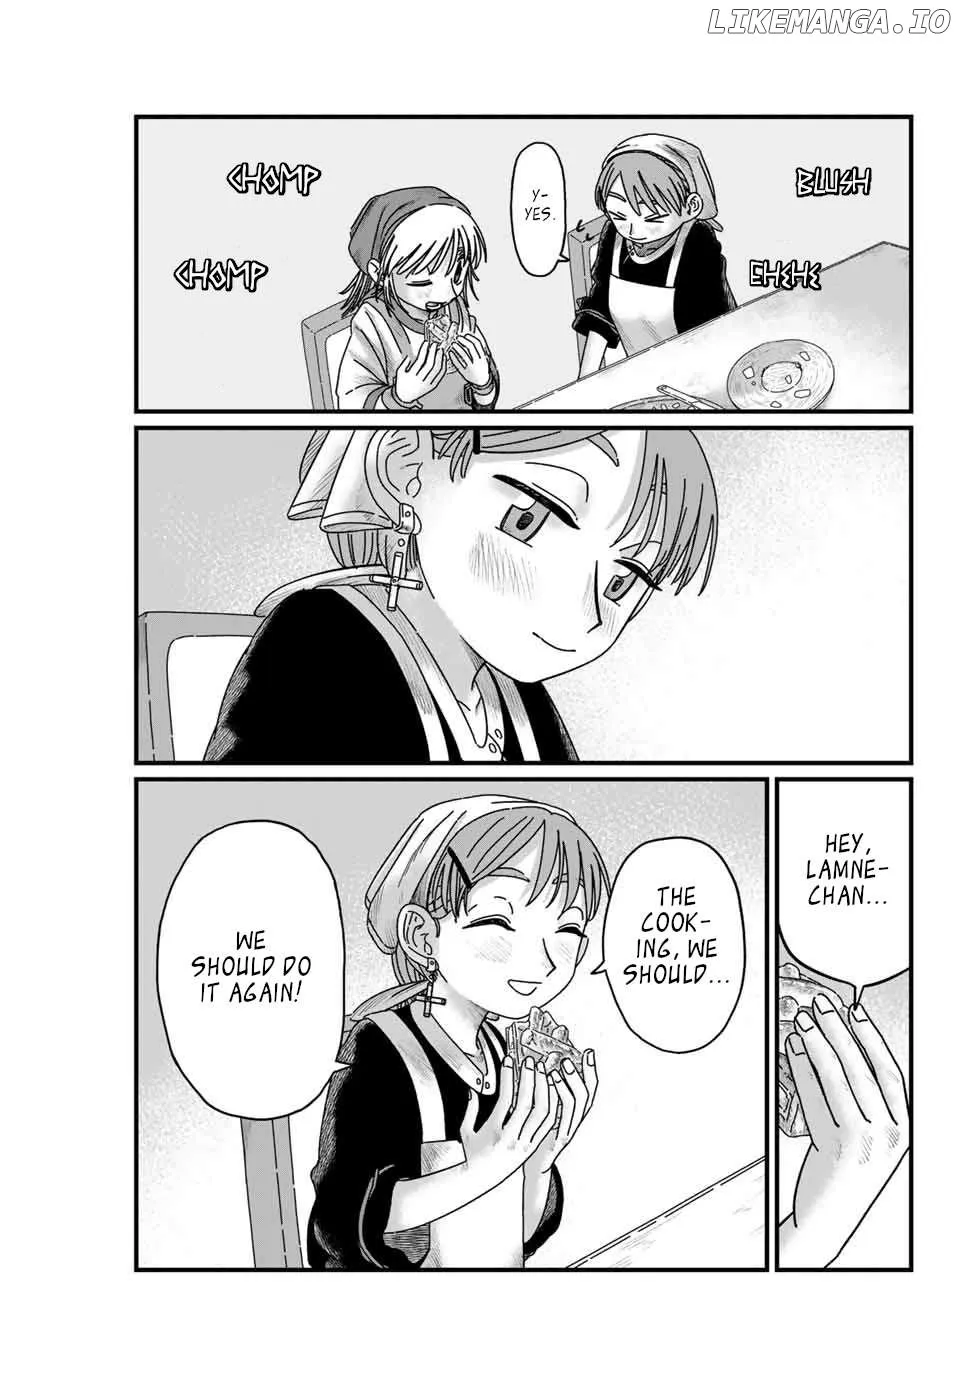 LIKEMANGA.IO
BLUSH
EHEHE
Y-
YES.
CHOMP
CHOMP
HEY,
LAMNE-
CHAN...
THE
COOK-
ING, WE
SHOULD...
WE
SHOULD DO
IT AGAIN!